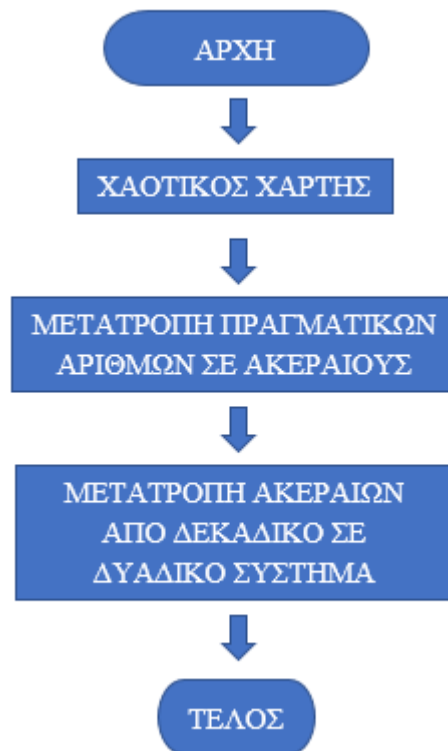 ΑΡΧΗ
ΧΑΟΤΙΚΟΣ ΧΑΡΤΗΣ
ΜΕΤΑΤΡΟΠΗ ΠΡΑΓΜΑΤΙΚΩΝ
ΑΡΙΘΜΩΝ ΣΕ ΑΚΕΡΑΙΟΥΣ
ΜΕΤΑΤΡΟΠΗ ΑΚΕΡΑΙΩΝ
ΑΠΟ ΔΕΚΑΔΙΚΟ ΣΕ
ΔΥΑΔΙΚΟ ΣΥΣΤΗΜΑ
ΤΕΛΟΣ